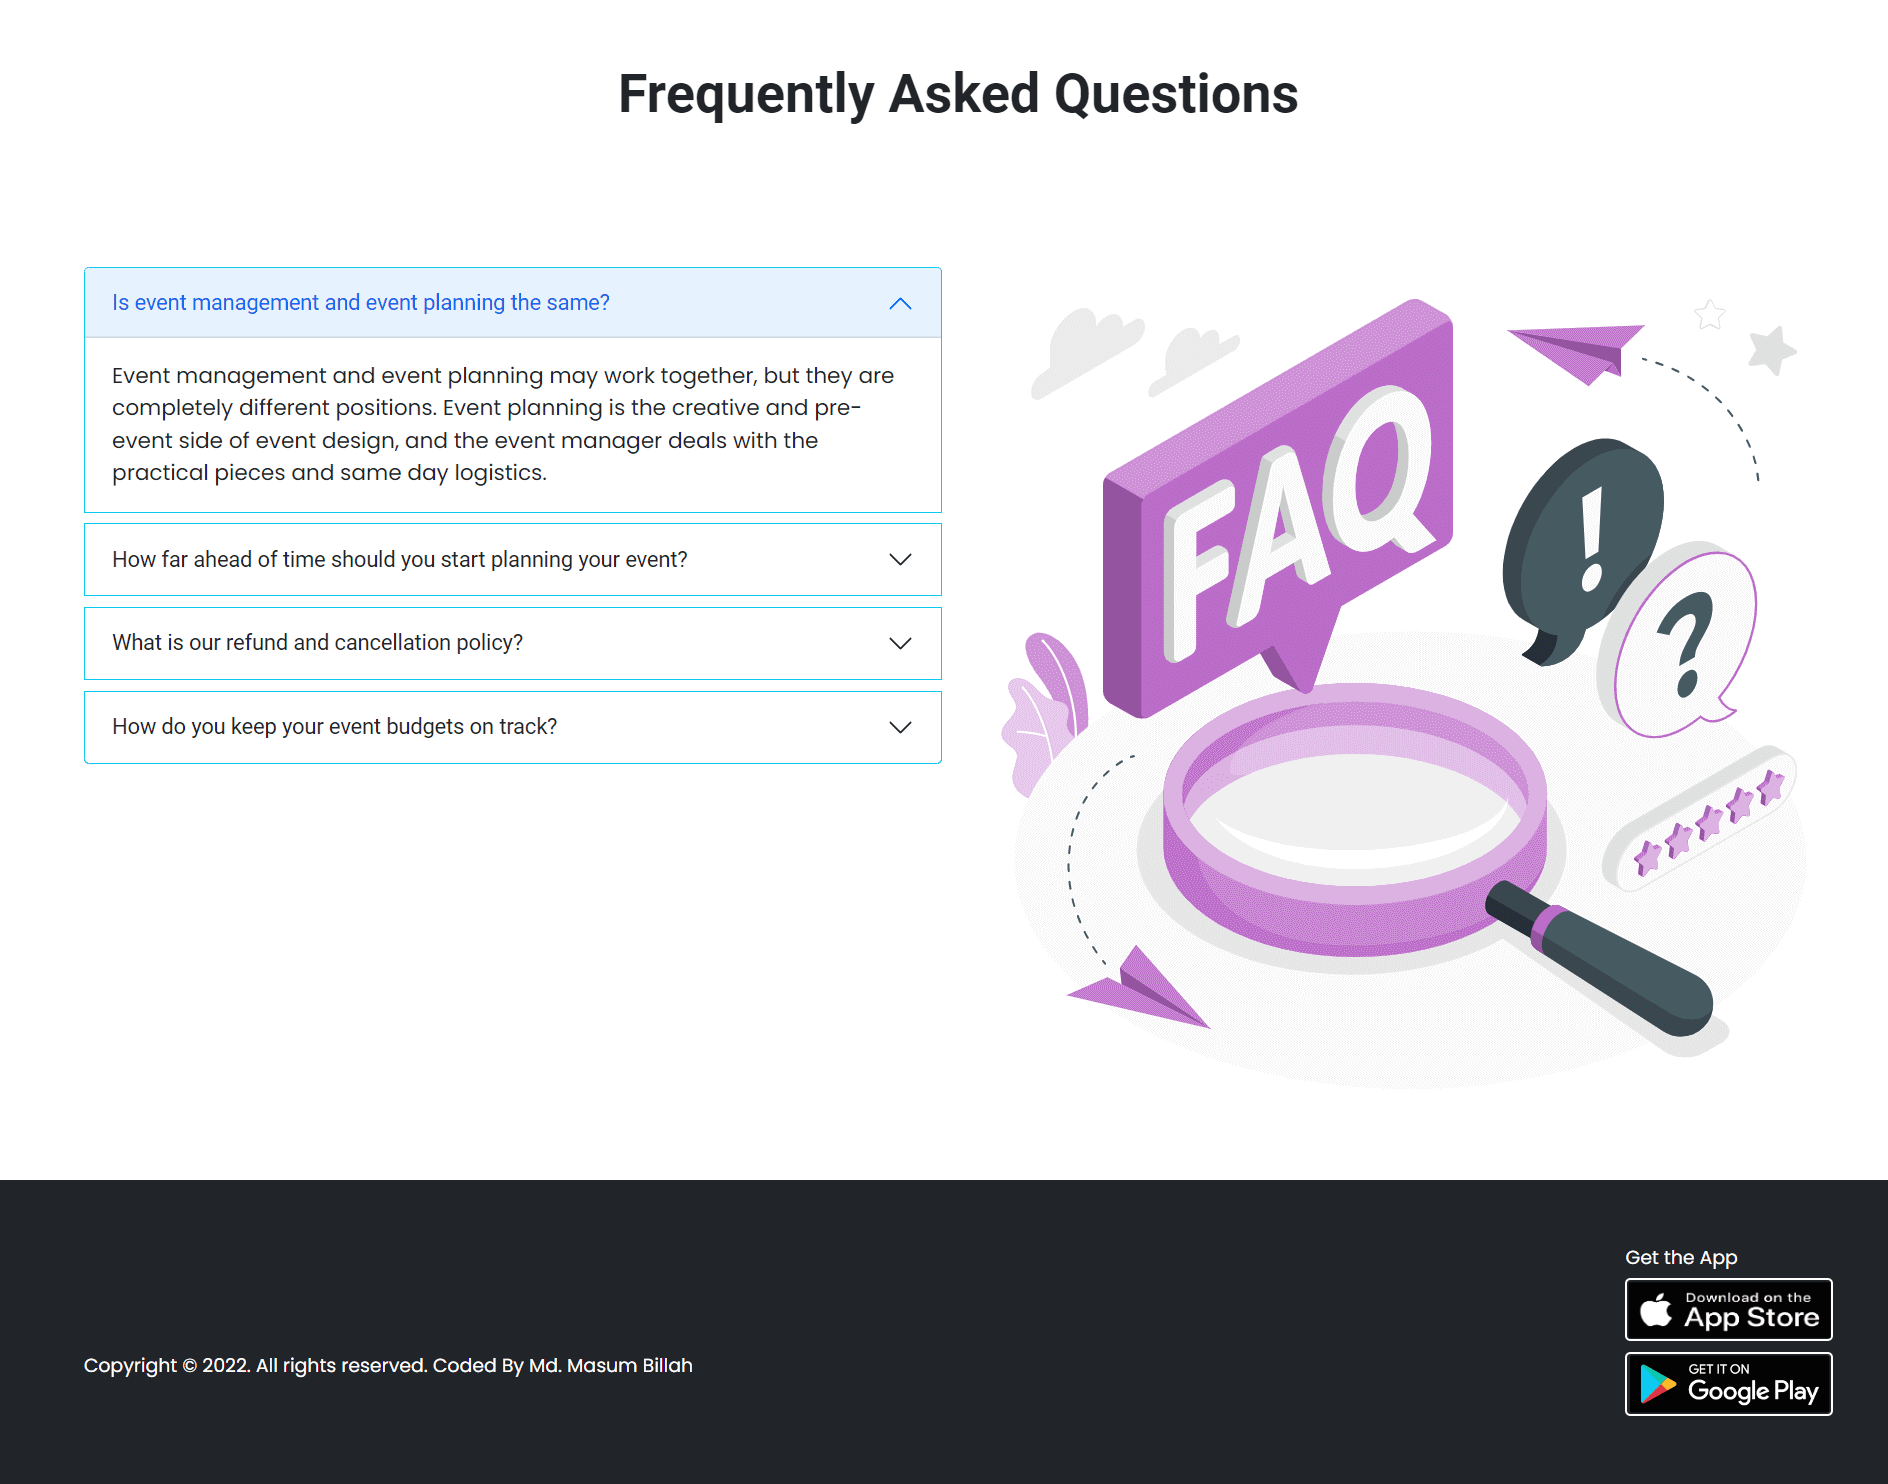 Frequently Asked Questions
Is event management and event planning the same?
Event management and event planning may work together, but they are
completely different positions. Event planning is the creative and pre-
event side of event design, and the event manager deals with the
practical pieces and same day logistics.
How far ahead of time should you start planning your event?
What is our refund and cancellation policy?
How do you keep your event budgets on track?
FAQ
!
?
Get the App
Download on the
App Store
GET IT ON
Google Play
Copyright © 2022. All rights reserved. Coded By Md. Masum Billah